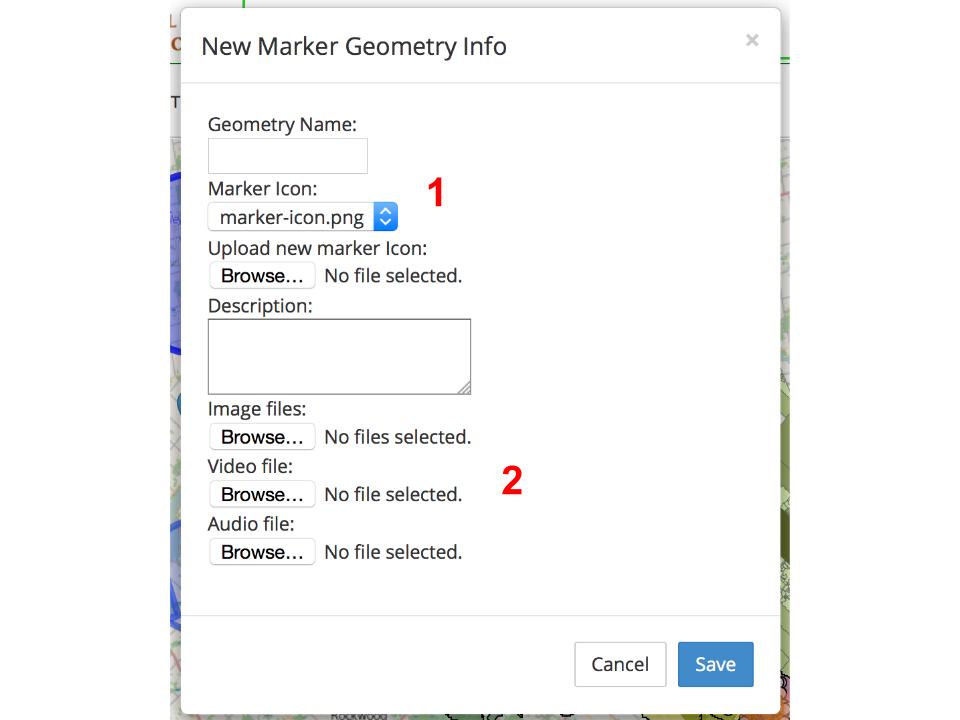 New Marker Geometry Info
×
Geometry Name:
Marker Icon:
1
marker-icon.png
Upload new marker Icon:
Browse... No file selected.
Description:
Image files:
Browse... No files selected.
Video file:
2
Browse... No file selected.
Audio file:
Browse... No file selected.
Cancel Save
Rockwood